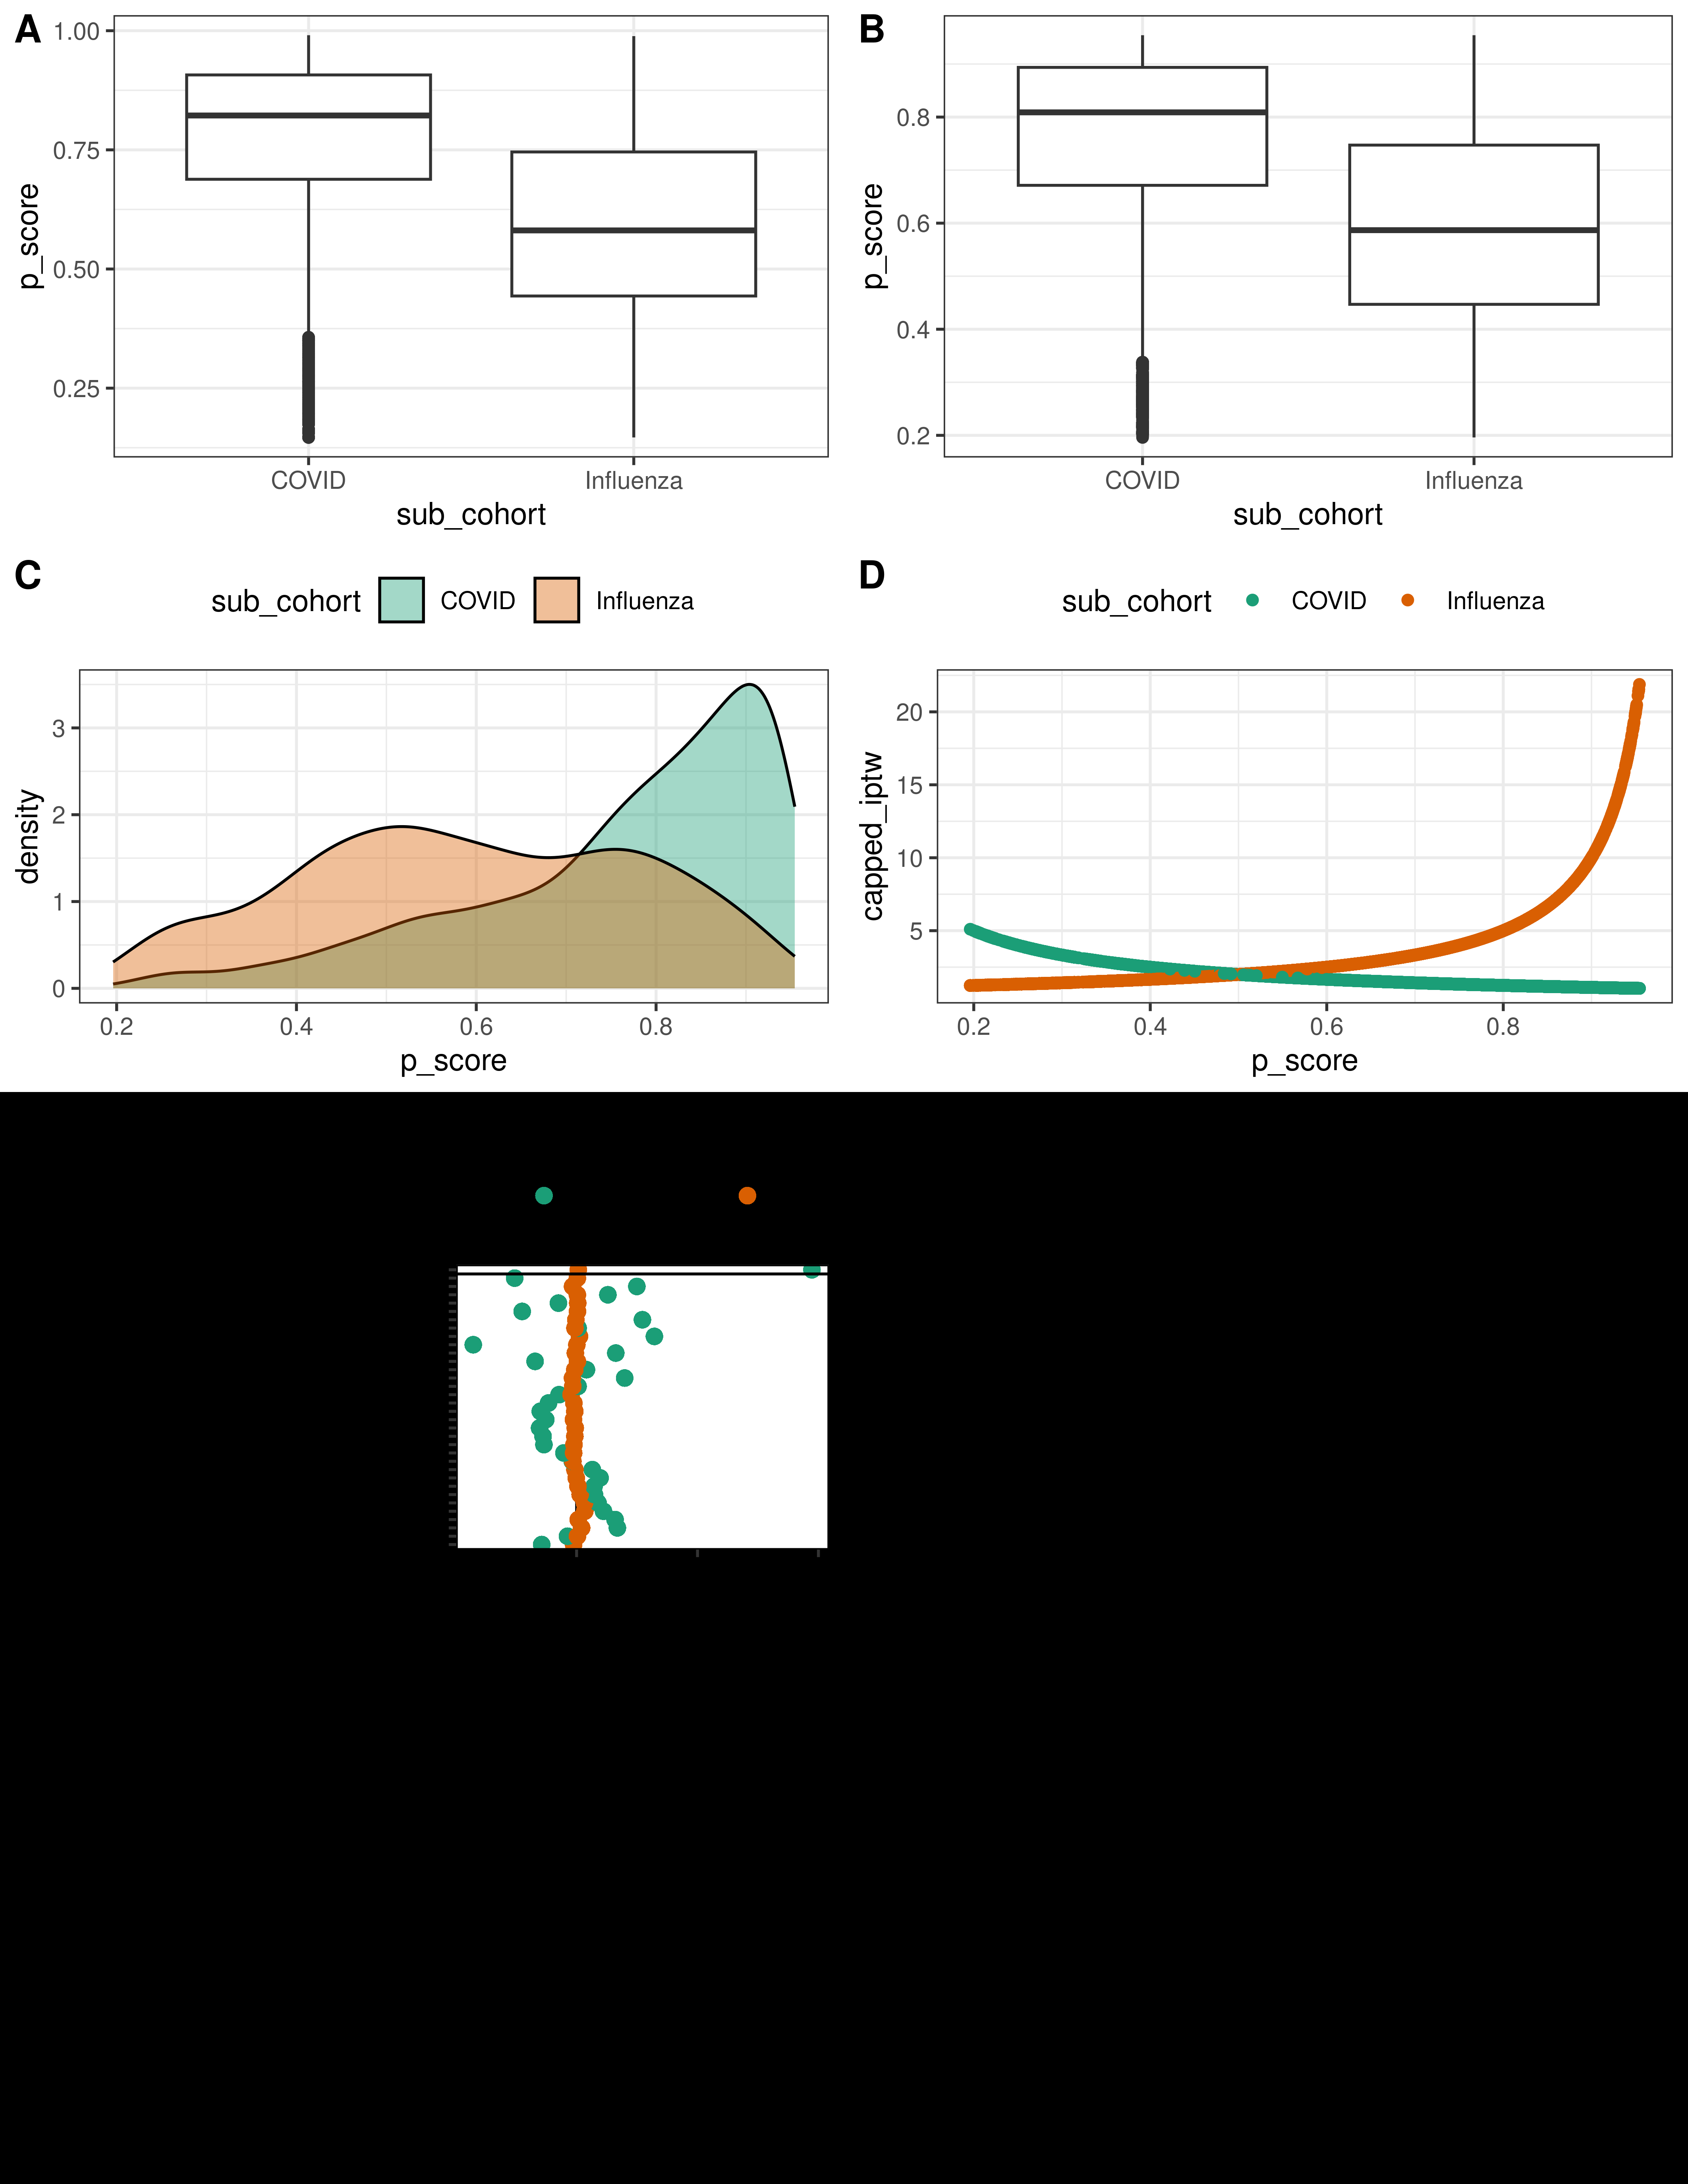 A
1.00
0.75
0.50
0.25
p_score
COVID
Influenza
sub_cohort
B
0.8
0.6
0.4
0.2
p_score
COVID
Influenza
sub_cohort
C
sub_cohort COVID Influenza
3
2
1
0
density
0.2 0.4 0.6 0.8
p_score
D
sub_cohort COVID Influenza
20
15
10
5
capped_iptw
0.2 0.4 0.6 0.8
p_score